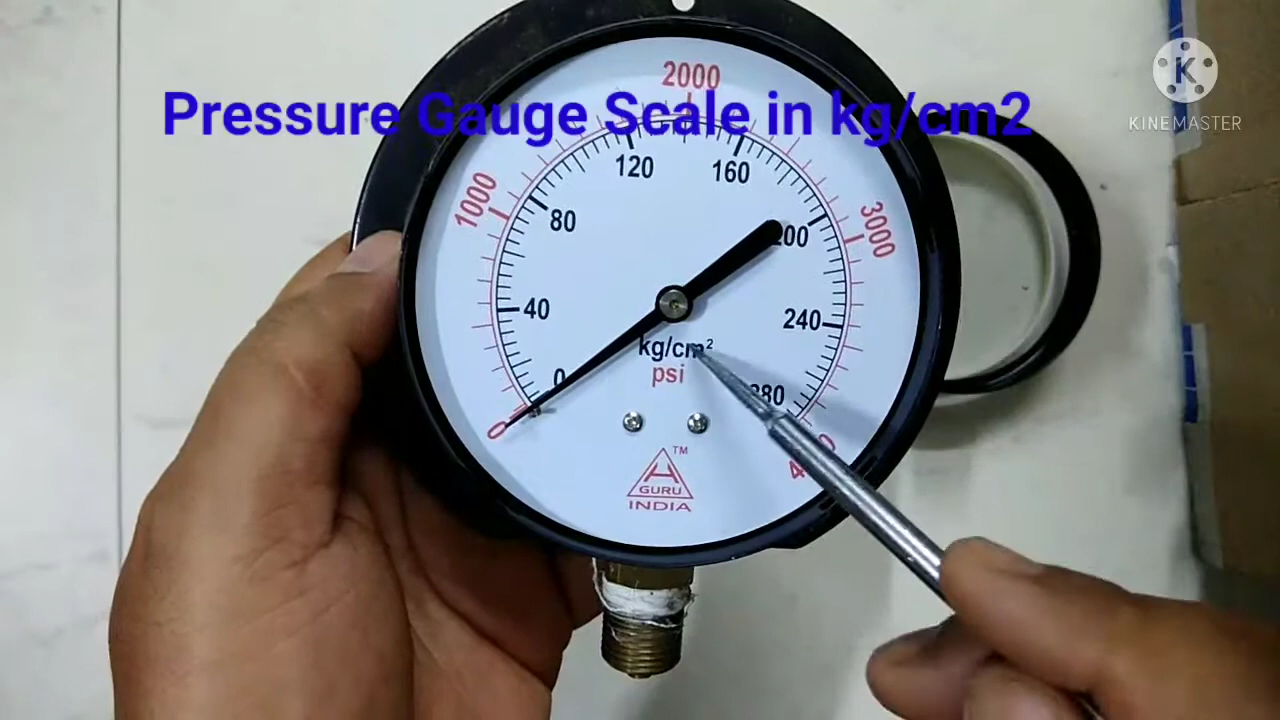 Pressure Gauge Scale in kg/cm2
K
KINEMASTER
2000
1000
3000
120
160
80
200
40
240
0
280
0
kg/cm²
psi
TM
H
GURU
INDIA